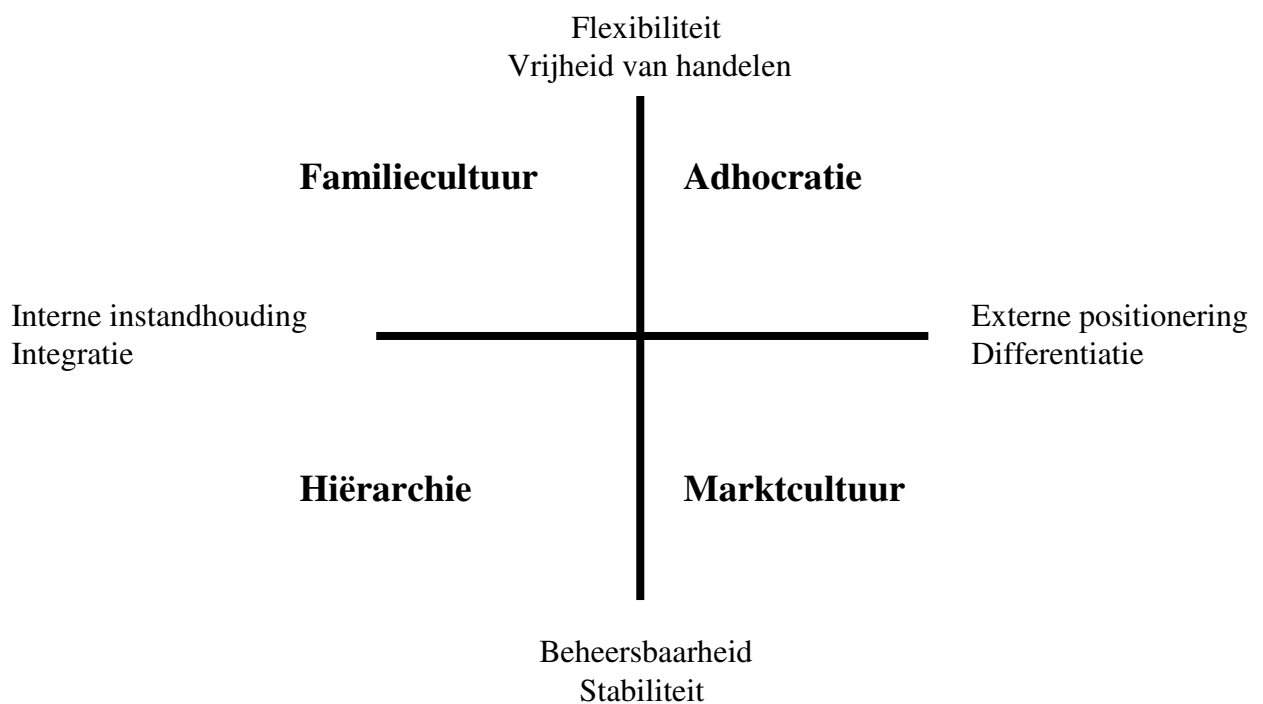 Flexibiliteit
Vrijheid van handelen
Familiecultuur
Adhocratie
Interne instandhouding
Integratie
Externe positionering
Differentiatie
Hiërarchie
Marktcultuur
Beheersbaarheid
Stabiliteit